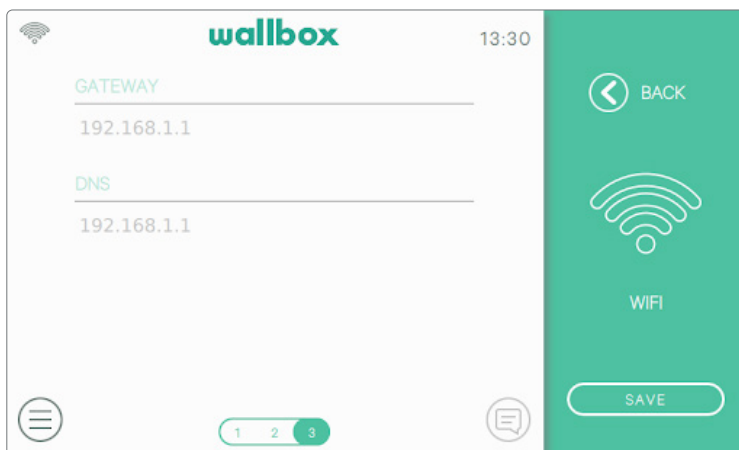 wallbox
13:30
GATEWAY
192.168.1.1
DNS
192.168.1.1
1 2 3
BACK
WIFI
SAVE